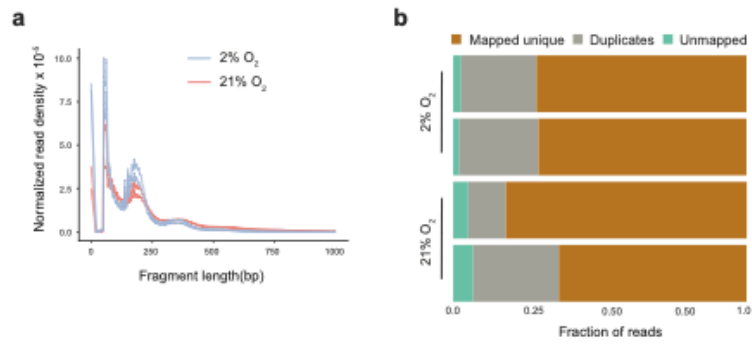 a
Normalized read density x 10⁻⁵
10.0
7.5
5.0
2.5
0.0
2% O₂
21% O₂
0 250 500 750 1000
Fragment length(bp)
b
Mapped unique Duplicates Unmapped
2% O₂
21% O₂
0.0 0.25 0.50 0.50 1.0
Fraction of reads